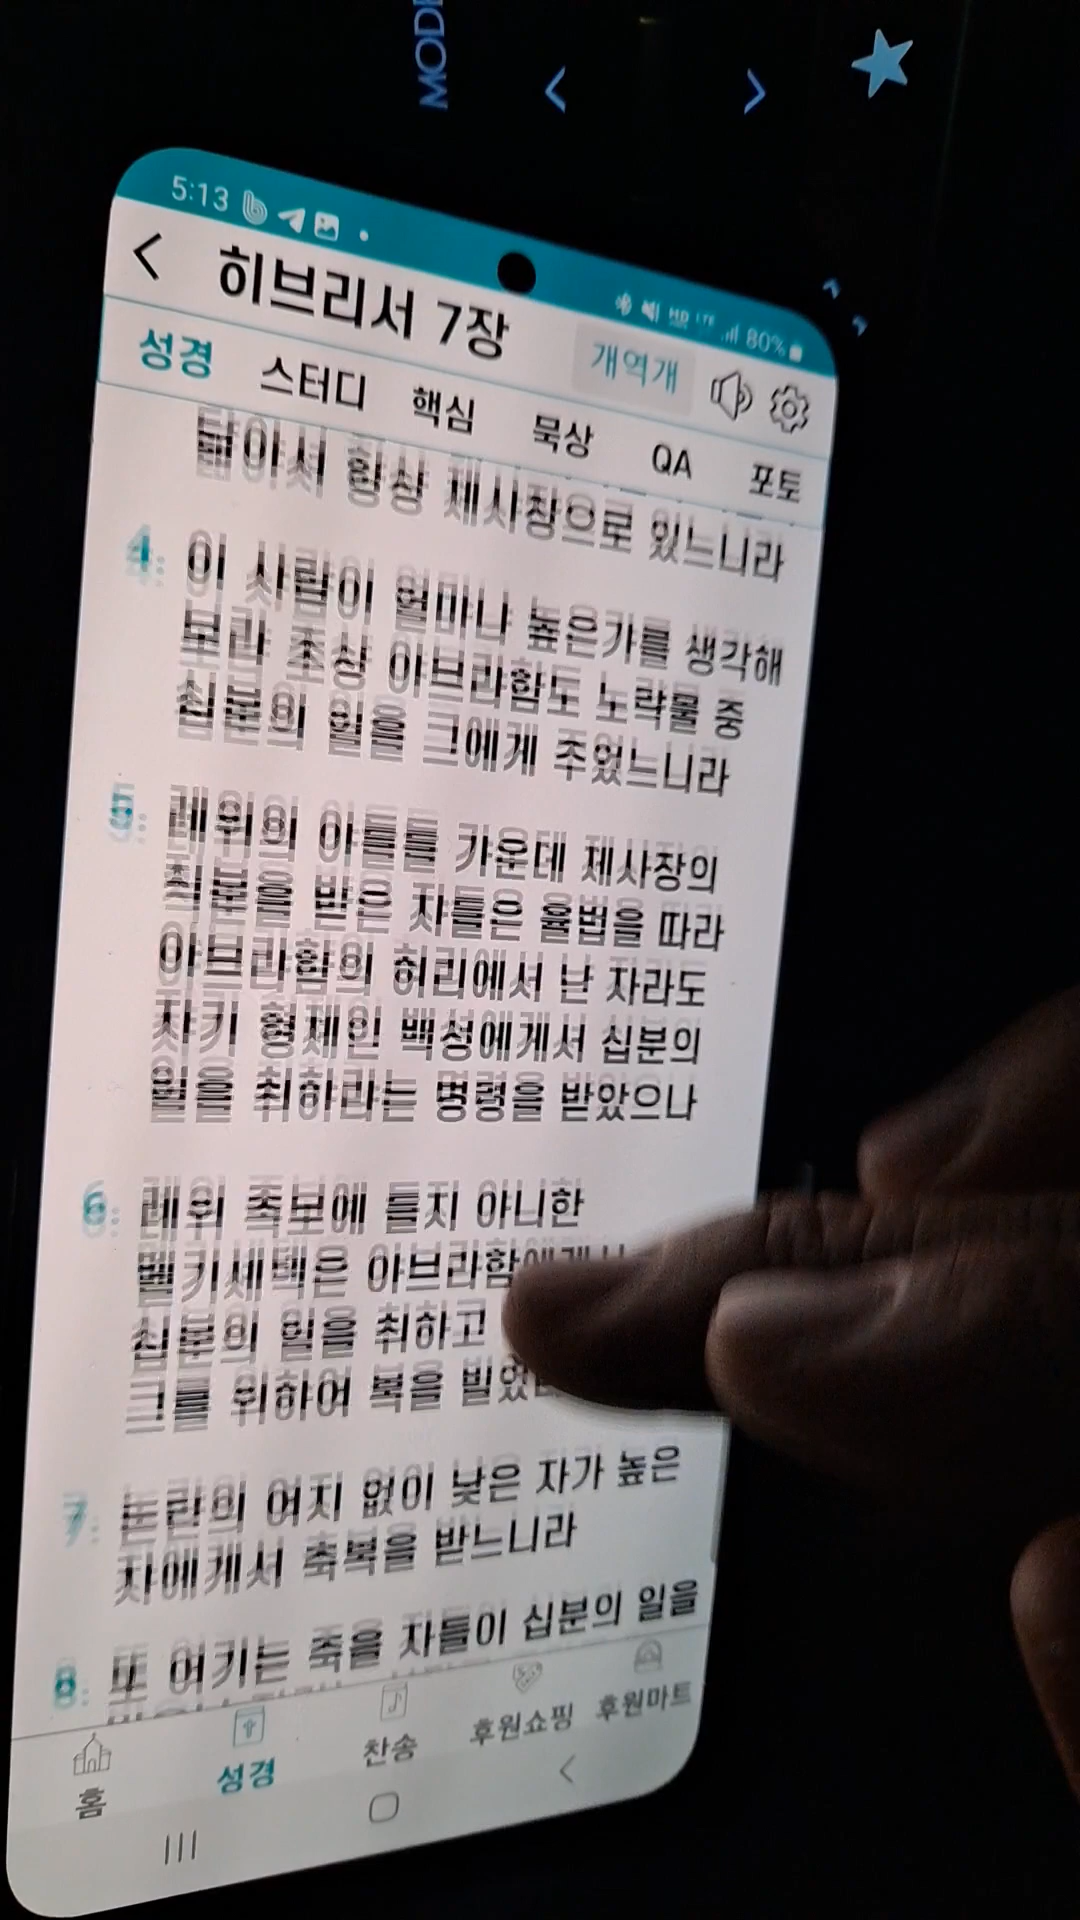 MODE
5:13
80%
히브리서 7장
개역개
성경 스터디 핵심 묵상 QA 포토
닮아서 항상 제사장으로 있느니라
4: 이 사람이 얼마나 높은가를 생각해
보라 조상 아브라함도 노략물 중
십분의 일을 그에게 주었느니라
5: 레위의 아들들 가운데 제사장의
직분을 받은 자들은 율법을 따라
아브라함의 허리에서 난 자라도
자기 형제인 백성에게서 십분의
일을 취하라는 명령을 받았으나
6: 레위 족보에 들지 아니한
멜기세덱은 아브라함에게서
십분의 일을 취하고
그를 위하여 복을 빌었
7: 논란의 여지 없이 낮은 자가 높은
자에게서 축복을 받느니라
8: 또 여기는 죽을 자들이 십분의 일을
홈 성경 찬송 후원쇼핑 후원마트